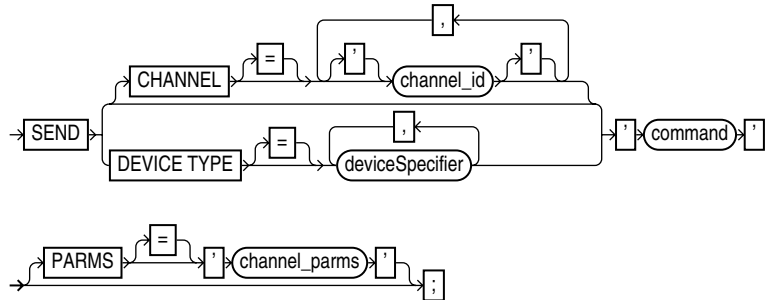 ,
= ' '
CHANNEL channel_id
SEND , ' command '
= 
DEVICE TYPE deviceSpecifier
=
PARMS ' channel_parms '
;